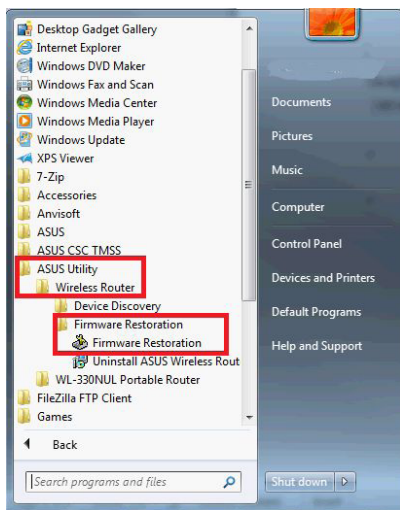 Desktop Gadget Gallery
Internet Explorer
Windows DVD Maker
Windows Fax and Scan
Windows Media Center
Windows Media Player
Windows Update
XPS Viewer
7-Zip
Accessories
Anvisoft
ASUS
ASUS CSC TMSS
ASUS Utility
Wireless Router
Device Discovery
Firmware Restoration
Firmware Restoration
Uninstall ASUS Wireless Rout
WL-330NUL Portable Router
FileZilla FTP Client
Games
Back
Search programs and files
Documents
Pictures
Music
Computer
Control Panel
Devices and Printers
Default Programs
Help and Support
Shut down